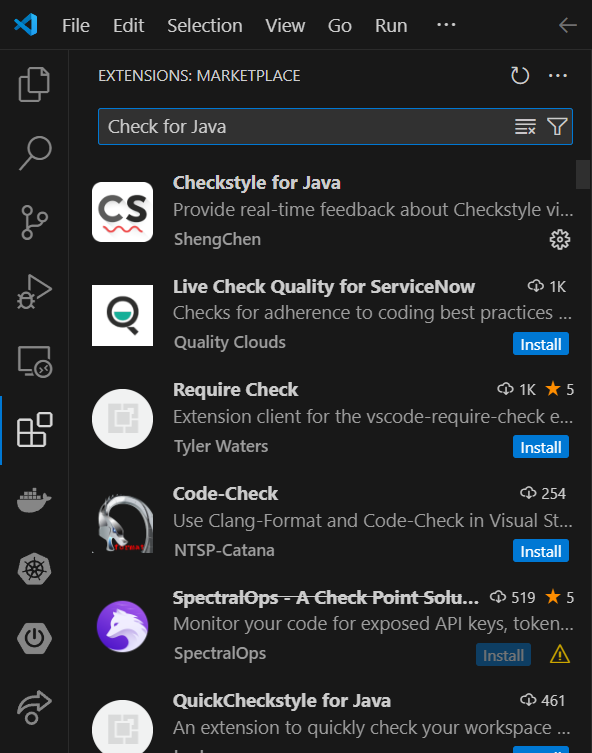 File Edit Selection View Go Run ···
EXTENSIONS: MARKETPLACE
Check for Java
CS
Checkstyle for Java
Provide real-time feedback about Checkstyle vi...
ShengChen
Live Check Quality for ServiceNow 1K
Checks for adherence to coding best practices ...
Quality Clouds Install
Require Check 1K 5
Extension client for the vscode-require-check e...
Tyler Waters Install
Code-Check 254
Use Clang-Format and Code-Check in Visual St...
NTSP-Catana Install
SpectralOps - A Check Point Solu... 519 5
Monitor your code for exposed API keys, token...
SpectralOps Install
QuickCheckstyle for Java 461
An extension to quickly check your workspace ...